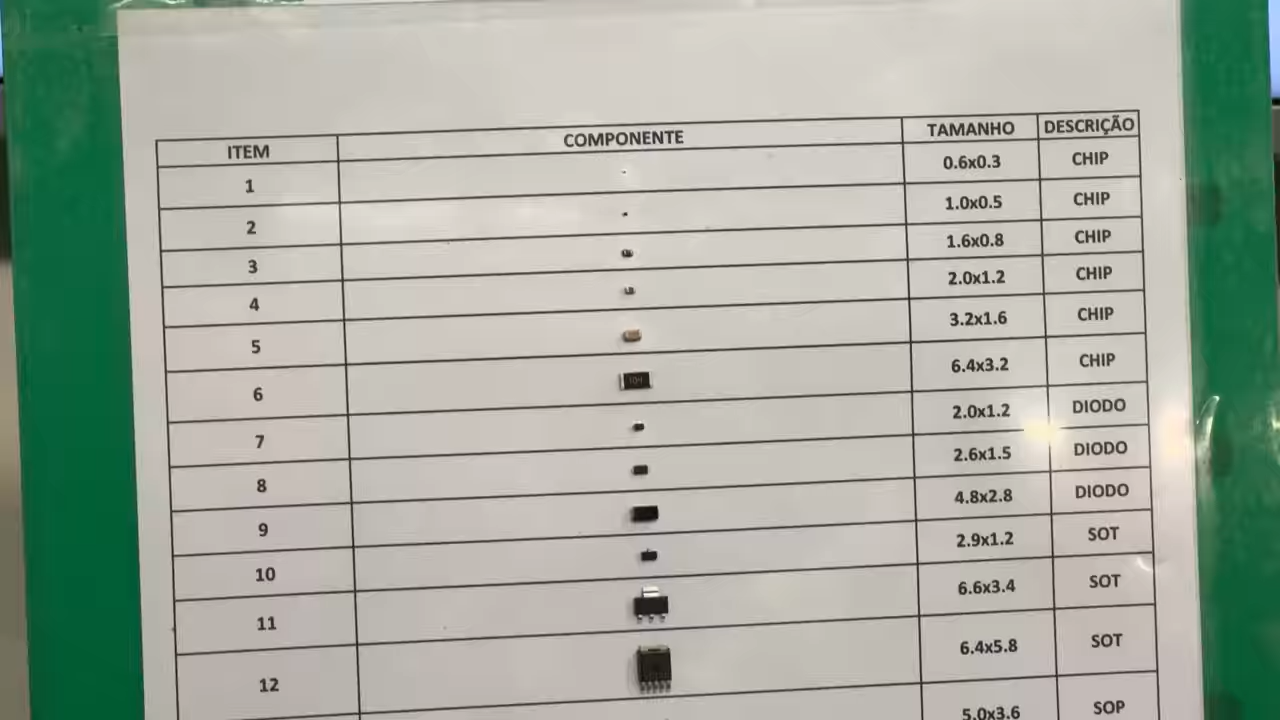 ITEM COMPONENTE TAMANHO DESCRIÇÃO
1 0.6x0.3 CHIP
2 1.0x0.5 CHIP
3 1.6x0.8 CHIP
4 2.0x1.2 CHIP
5 3.2x1.6 CHIP
6 6.4x3.2 CHIP
7 2.0x1.2 DIODO
8 2.6x1.5 DIODO
9 4.8x2.8 DIODO
10 2.9x1.2 SOT
11 6.6x3.4 SOT
12 6.4x5.8 SOT
5.0x3.6 SOP